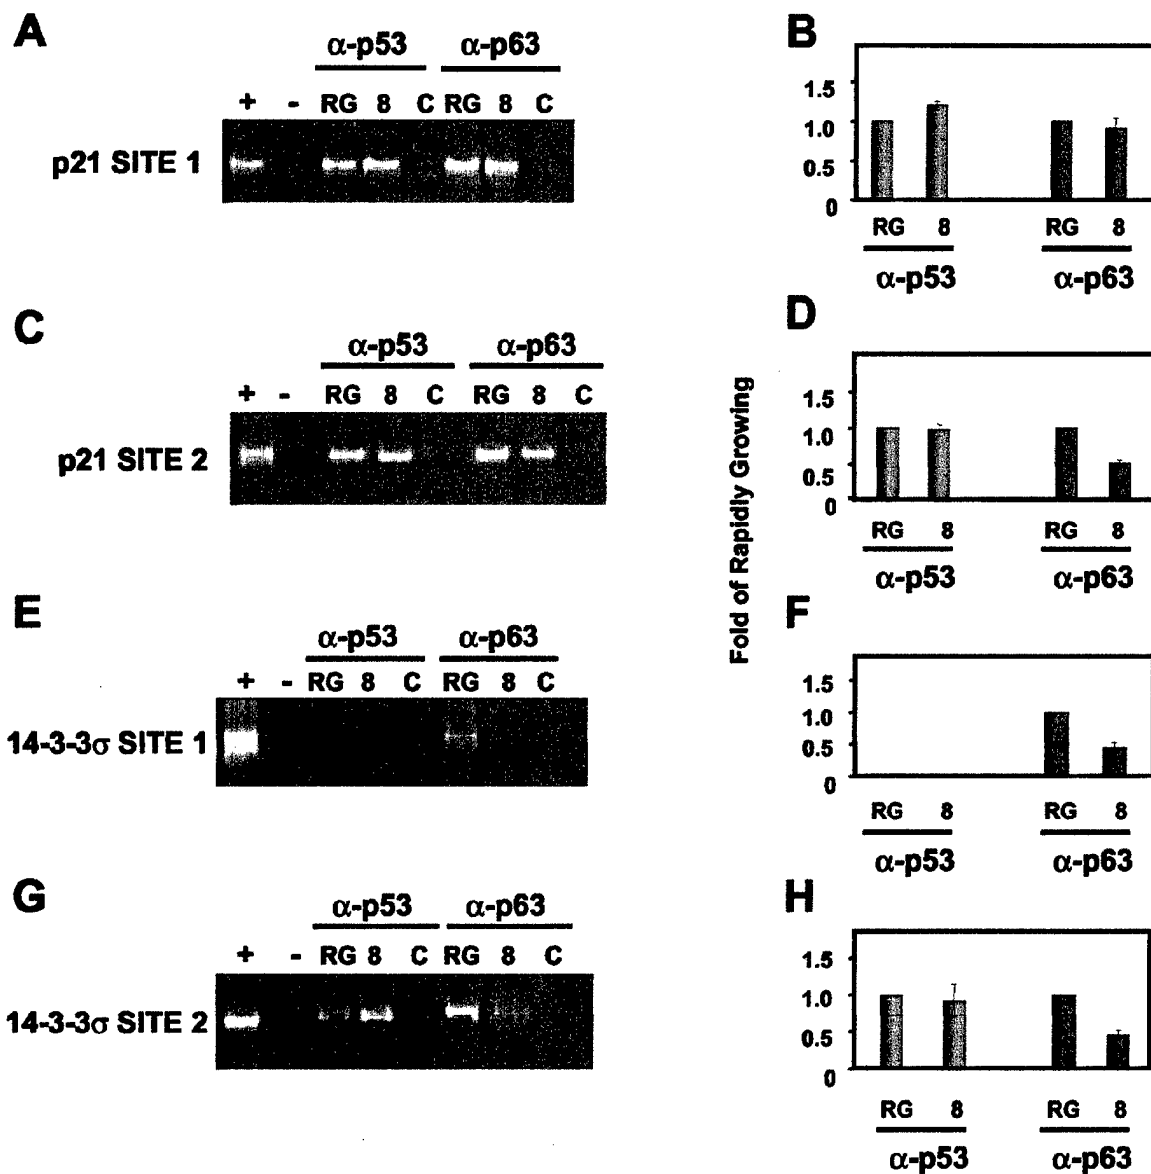 A
α-p53 α-p63
+ - RG 8 C RG 8 C
p21 SITE 1
B
1.5
1.0
0.5
0
RG 8 RG 8
α-p53 α-p63
C
α-p53 α-p63
+ - RG 8 C RG 8 C
p21 SITE 2
D
1.5
1.0
0.5
0
RG 8 RG 8
α-p53 α-p63
Fold of Rapidly Growing
E
α-p53 α-p63
+ - RG 8 C RG 8 C
14-3-3σ SITE 1
F
1.5
1.0
0.5
0
RG 8 RG 8
α-p53 α-p63
G
α-p53 α-p63
+ - RG 8 C RG 8 C
14-3-3σ SITE 2
H
1.5
1.0
0.5
0
RG 8 RG 8
α-p53 α-p63